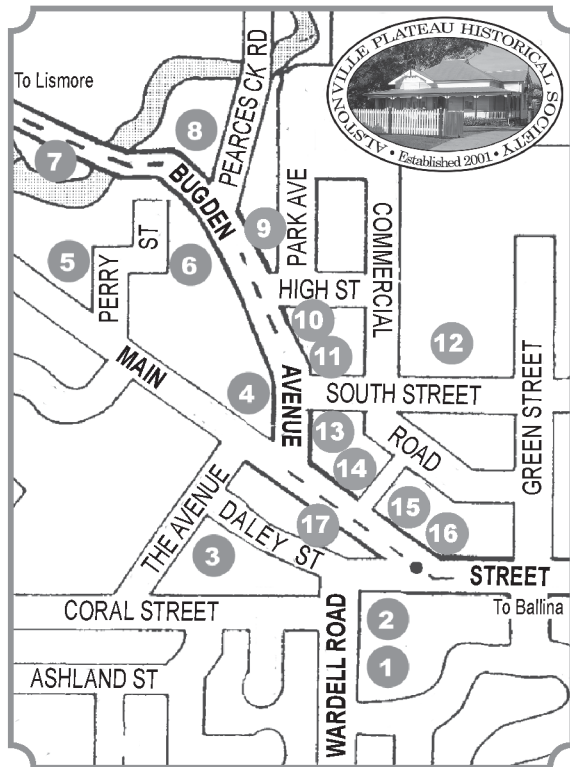 ALSTONVILLE PLATEAU HISTORICAL SOCIETY
• Established 2001 •
To Lismore
PEARCES CK RD
8
7
BUGDEN
PARK AVE
COMMERCIAL
9
ST
5
6
PERRY
HIGH ST
10
11
12
MAIN
4
AVENUE
SOUTH STREET
GREEN STREET
13
ROAD
14
15
16
17
THE AVENUE
DALEY ST
3
STREET
To Ballina
CORAL STREET
2
WARDELL ROAD
1
ASHLAND ST